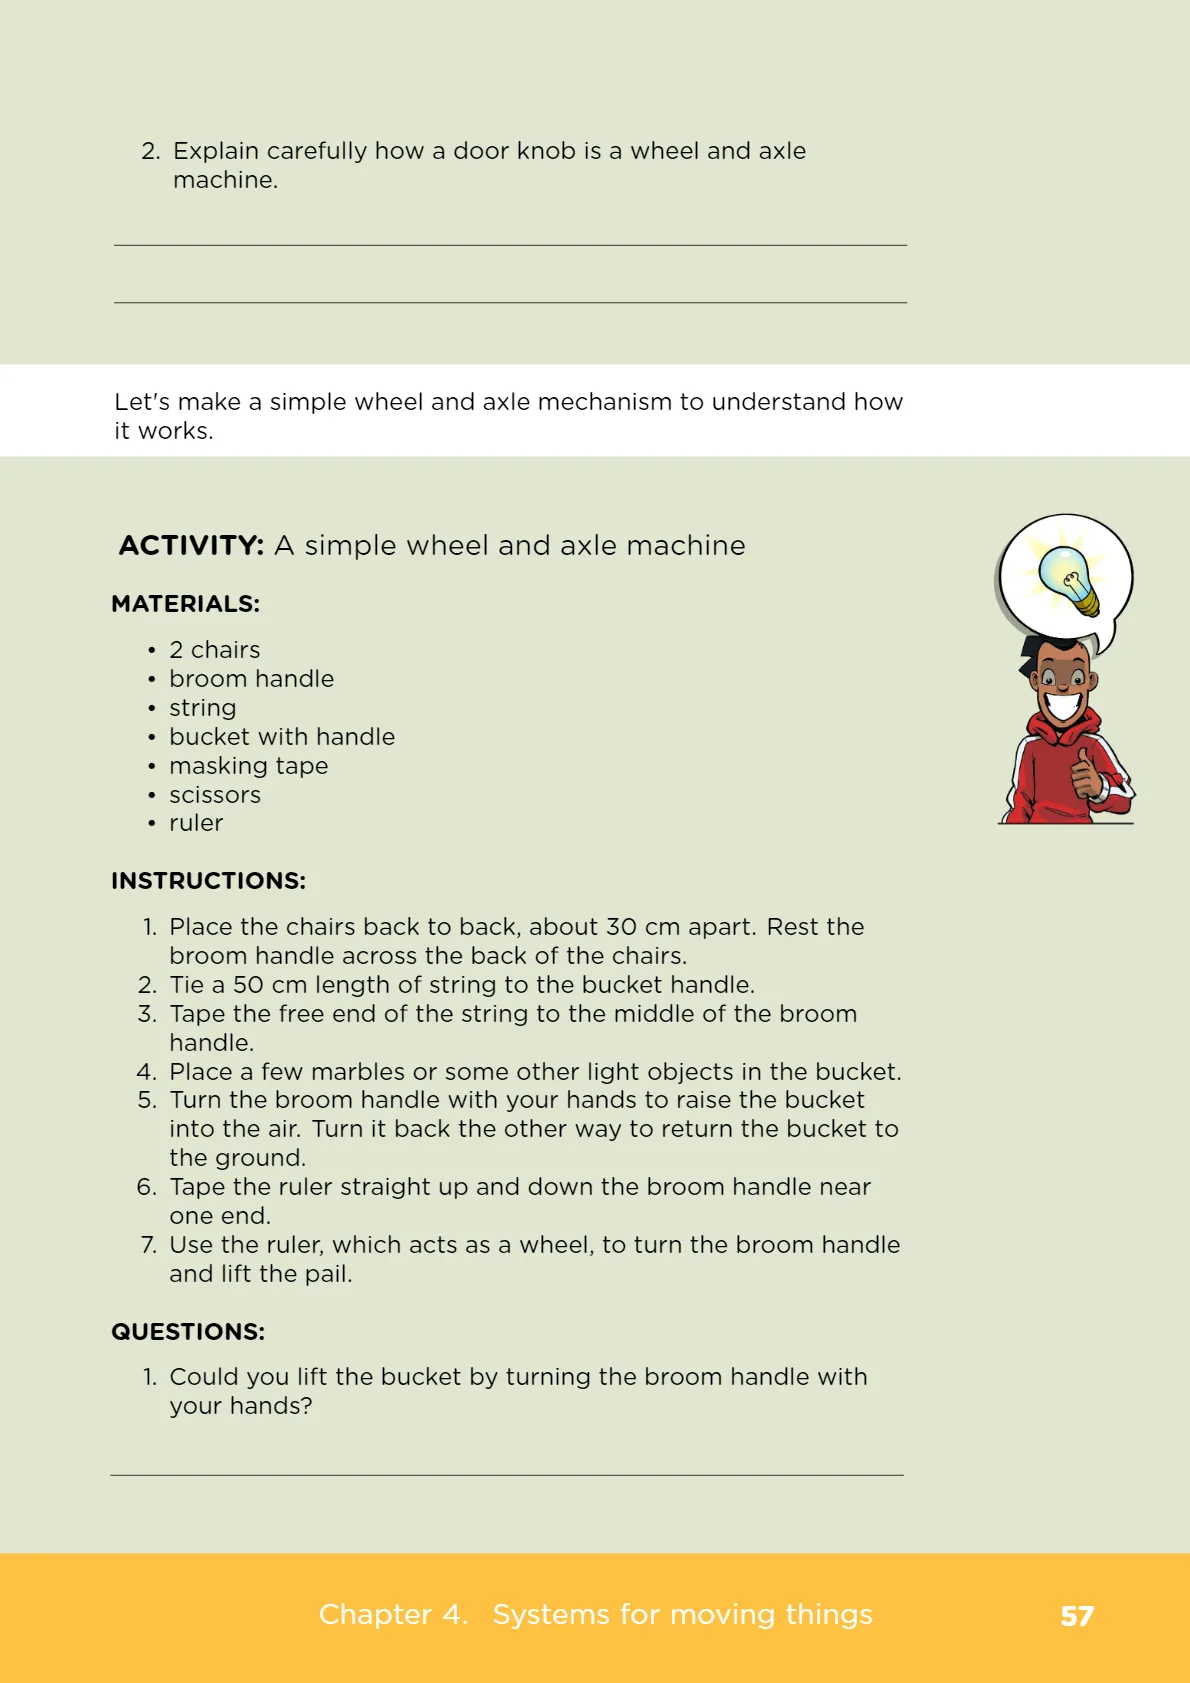 2. Explain carefully how a door knob is a wheel and axle
machine.
Let's make a simple wheel and axle mechanism to understand how
it works.
ACTIVITY: A simple wheel and axle machine
MATERIALS:
• 2 chairs
• broom handle
• string
• bucket with handle
• masking tape
• scissors
• ruler
INSTRUCTIONS:
1. Place the chairs back to back, about 30 cm apart. Rest the
broom handle across the back of the chairs.
2. Tie a 50 cm length of string to the bucket handle.
3. Tape the free end of the string to the middle of the broom
handle.
4. Place a few marbles or some other light objects in the bucket.
5. Turn the broom handle with your hands to raise the bucket
into the air. Turn it back the other way to return the bucket to
the ground.
6. Tape the ruler straight up and down the broom handle near
one end.
7. Use the ruler, which acts as a wheel, to turn the broom handle
and lift the pail.
QUESTIONS:
1. Could you lift the bucket by turning the broom handle with
your hands?
Chapter 4. Systems for moving things 57